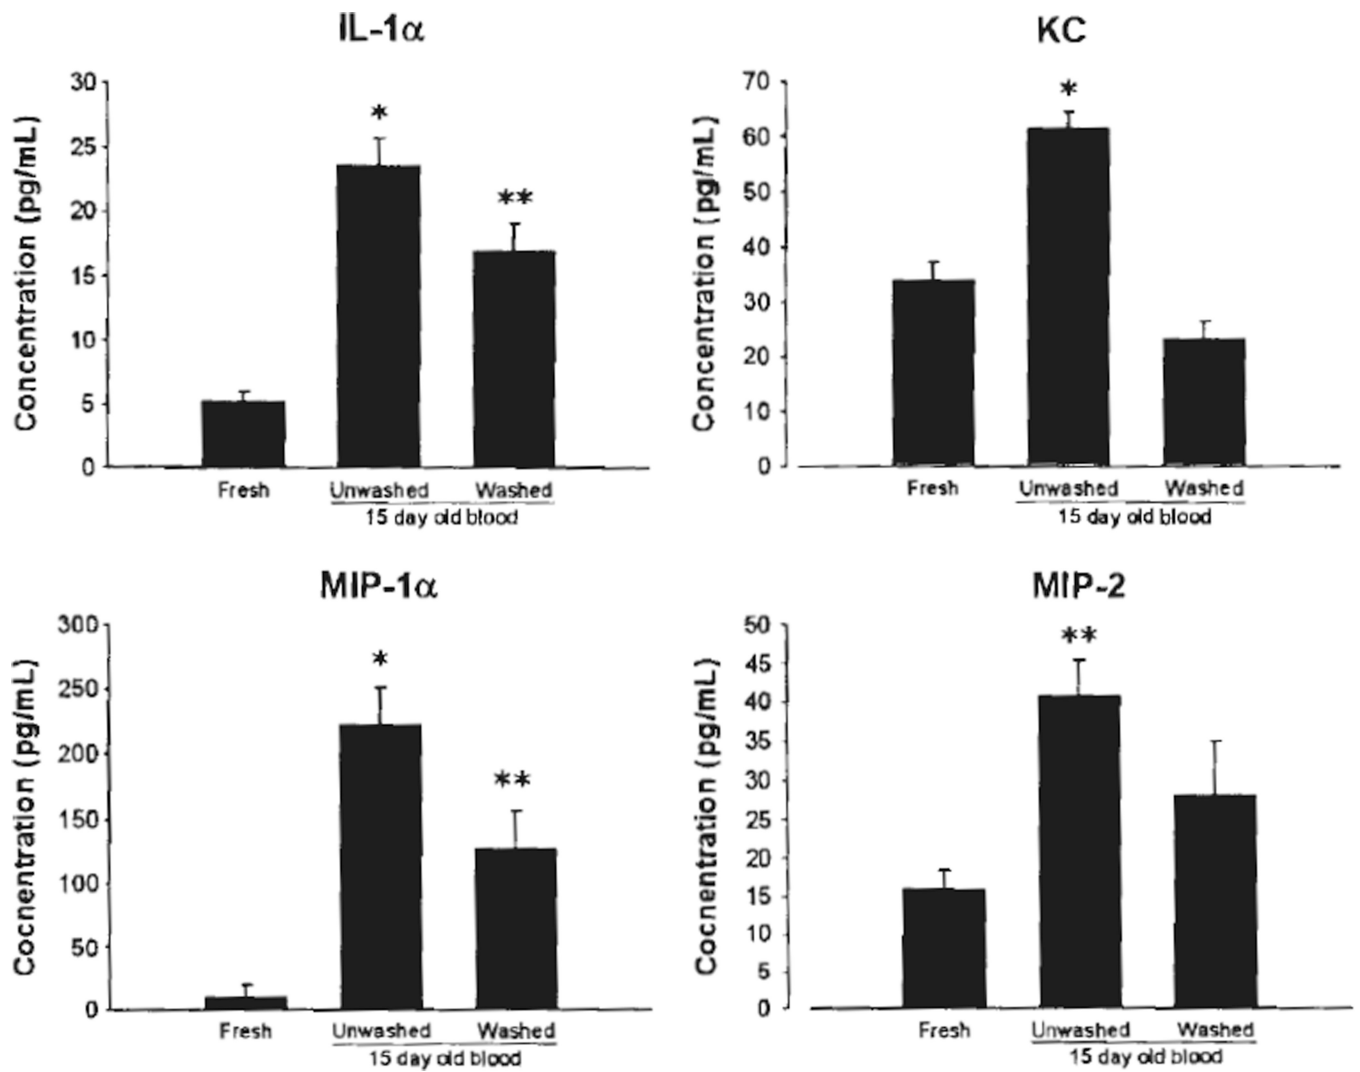 IL-1α
Concentration (pg/mL)
30
25
20
15
10
5
0
*
**
Fresh Unwashed Washed
15 day old blood
KC
Concentration (pg/mL)
70
60
50
40
30
20
10
0
*
Fresh Unwashed Washed
15 day old blood
MIP-1α
Cocnentration (pg/mL)
300
250
200
150
100
50
0
*
**
Fresh Unwashed Washed
15 day old blood
MIP-2
Cocnentration (pg/mL)
50
45
40
35
30
25
20
15
10
5
0
**
Fresh Unwashed Washed
15 day old blood